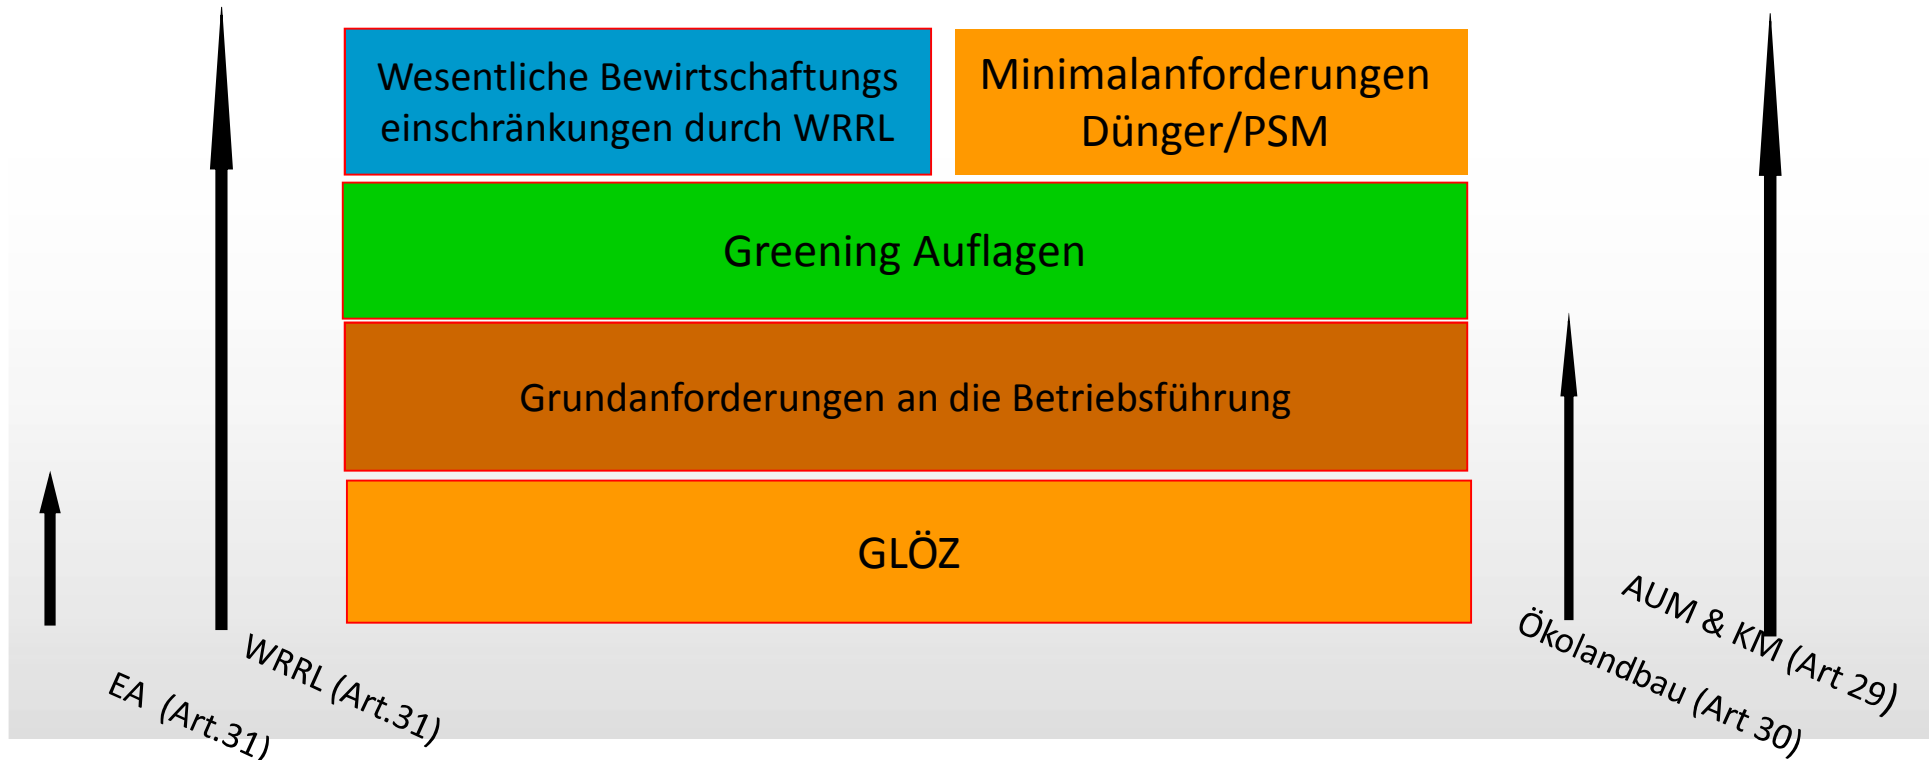 Wesentliche Bewirtschaftungs
einschränkungen durch WRRL
Minimalanforderungen
Dünger/PSM
Greening Auflagen
Grundanforderungen an die Betriebsführung
GLÖZ
EA (Art.31)
WRRL (Art.31)
Ökolandbau (Art 30)
AUM & KM (Art 29)